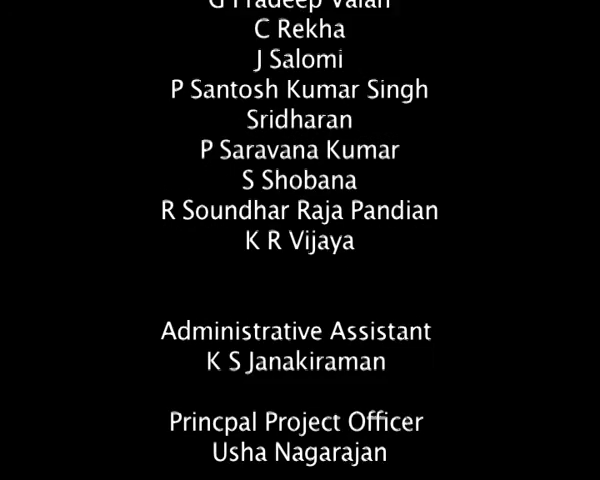 G Pradeep Valan
C Rekha
J Salomi
P Santosh Kumar Singh
Sridharan
P Saravana Kumar
S Shobana
R Soundhar Raja Pandian
K R Vijaya
Administrative Assistant
K S Janakiraman
Princpal Project Officer
Usha Nagarajan